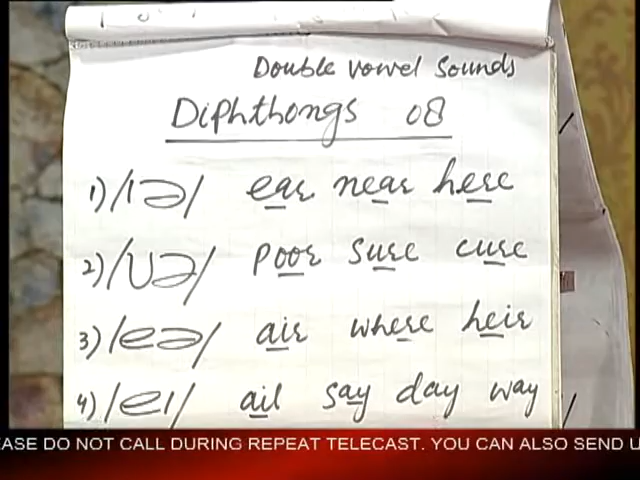 Double vowel sounds
Diphthongs 08
1) /ɪə/ ear near here
2) /ʊə/ poor sure cure
3) /eə/ air where heir
4) /eɪ/ ail say day way
EASE DO NOT CALL DURING REPEAT TELECAST. YOU CAN ALSO SEND U